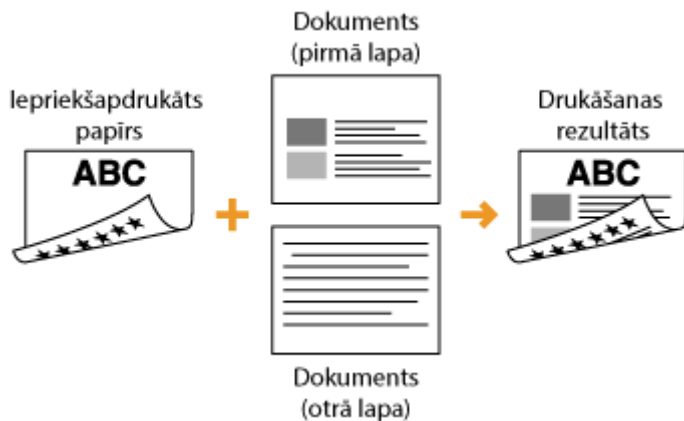 Iepriekšapdrukāts
papīrs
ABC
Dokuments
(pirmā lapa)
Dokuments
(otrā lapa)
Drukāšanas
rezultāts
ABC